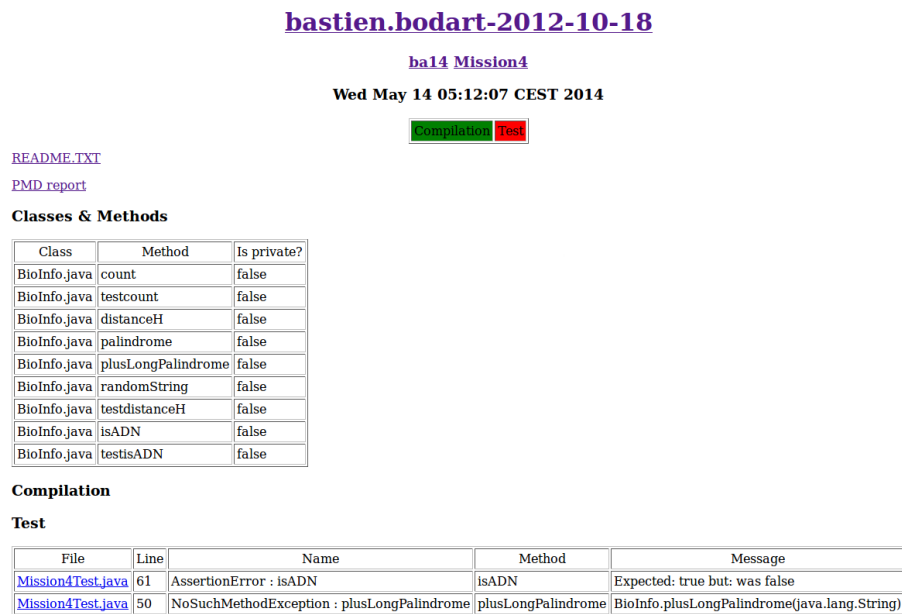 bastien.bodart-2012-10-18
ba14 Mission4
Wed May 14 05:12:07 CEST 2014
Compilation Test
README.TXT
PMD report
Classes & Methods
Class Method Is private?
BioInfo.java count false
BioInfo.java testcount false
BioInfo.java distanceH false
BioInfo.java palindrome false
BioInfo.java plusLongPalindrome false
BioInfo.java randomString false
BioInfo.java testdistanceH false
BioInfo.java isADN false
BioInfo.java testisADN false
Compilation
Test
File Line Name Method Message
Mission4Test.java 61 AssertionError : isADN isADN Expected: true but: was false
Mission4Test.java 50 NoSuchMethodException : plusLongPalindrome plusLongPalindrome BioInfo.plusLongPalindrome(java.lang.String)